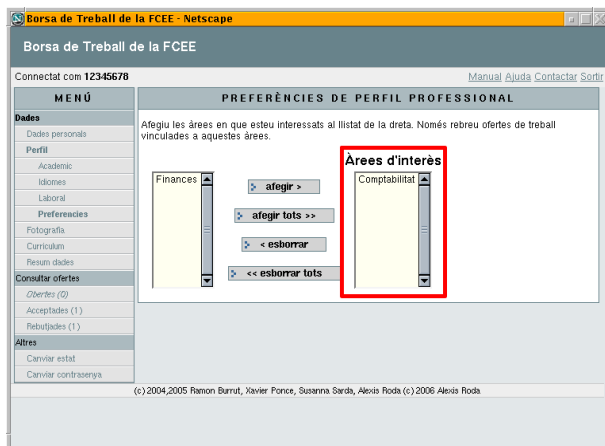 Borsa de Treball de la FCEE - Netscape
Borsa de Treball de la FCEE
Connectat com 12345678
Manual Ajuda Contactar Sortir
MENÚ
Dades
Dades personals
Perfil
Academic
Idiomes
Laboral
Preferencies
Fotografia
Curriculum
Resum dades
Consultar ofertes
Obertes (0)
Acceptades (1)
Rebutjades (1)
Altres
Canviar estat
Canviar contrasenya
PREFERÈNCIES DE PERFIL PROFESSIONAL
Afegiu les àrees en que esteu interessats al llistat de la dreta. Només rebreu ofertes de treball
vinculades a aquestes àrees.
Finances
afegir >
afegir tots >>
< esborrar
<< esborrar tots
Àrees d'interès
Comptabilitat
(c) 2004,2005 Ramon Burrut, Xavier Ponce, Susanna Sarda, Alexis Roda (c) 2006 Alexis Roda